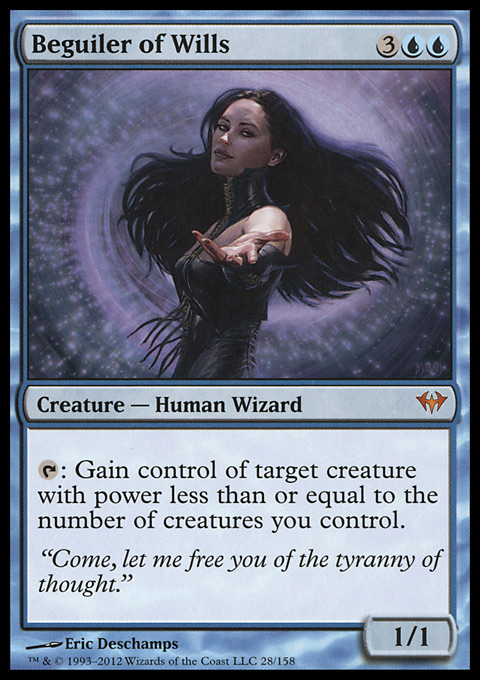 Beguiler of Wills 3
Creature — Human Wizard
: Gain control of target creature
with power less than or equal to the
number of creatures you control.
“Come, let me free you of the tyranny of
thought.”
1/1
Eric Deschamps
™ & © 1993–2012 Wizards of the Coast LLC 28/158